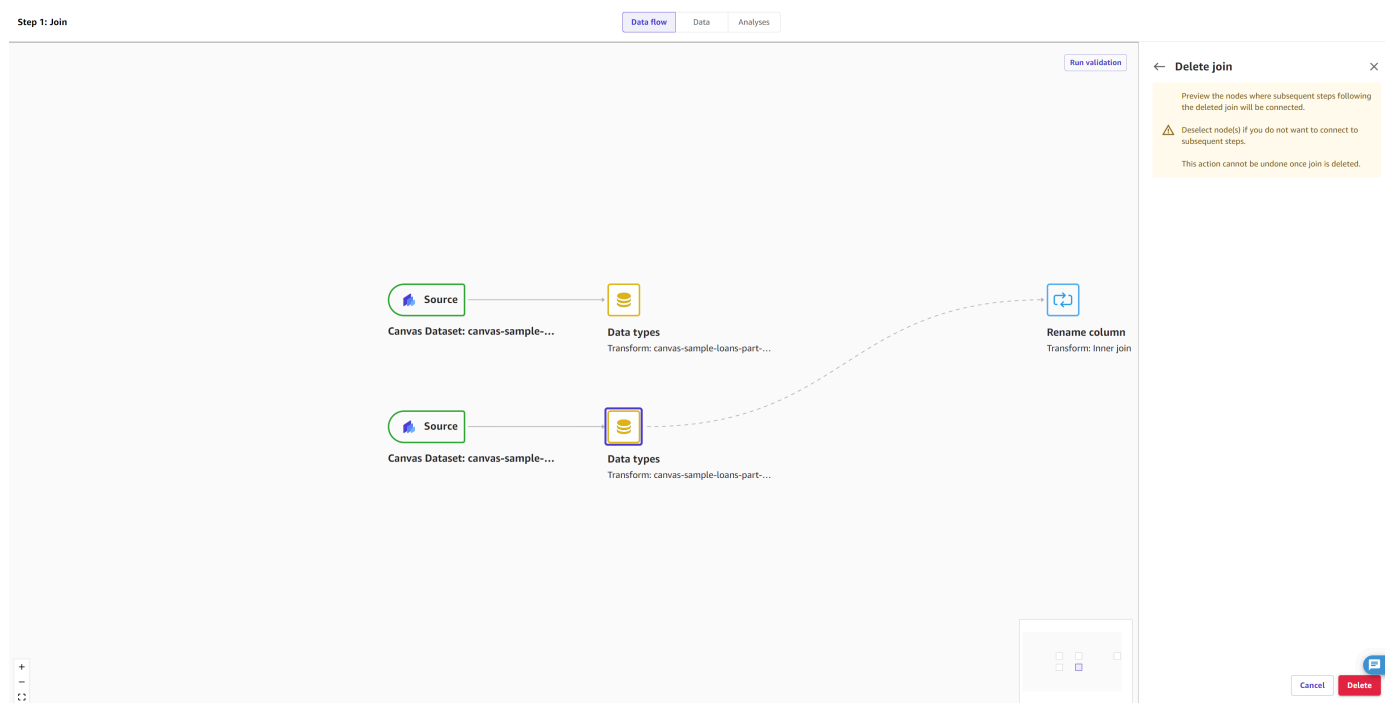 Step 1: Join
Data flow
Data
Analyses
Run validation
Delete join
Preview the nodes where subsequent steps following
the deleted join will be connected.
Deselect node(s) if you do not want to connect to
subsequent steps.
This action cannot be undone once join is deleted.
Source
Canvas Dataset: canvas-sample-...
Data types
Transform: canvas-sample-loans-part-...
Rename column
Transform: Inner join
Source
Canvas Dataset: canvas-sample-...
Data types
Transform: canvas-sample-loans-part-...
Cancel
Delete